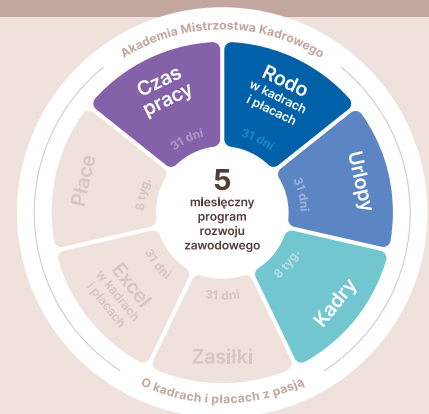 Akademia Mistrzostwa Kadrowego
Czas
pracy
31 dni
Rodo
w kadrach
i płacach
31 dni
Urlopy
31 dni
Kadry
8 tyg.
Zasiłki
31 dni
Excel
w kadrach
i płacach
31 dni
Płace
8 tyg.
5
miesięczny
program
rozwoju
zawodowego
O kadrach i płacach z pasją